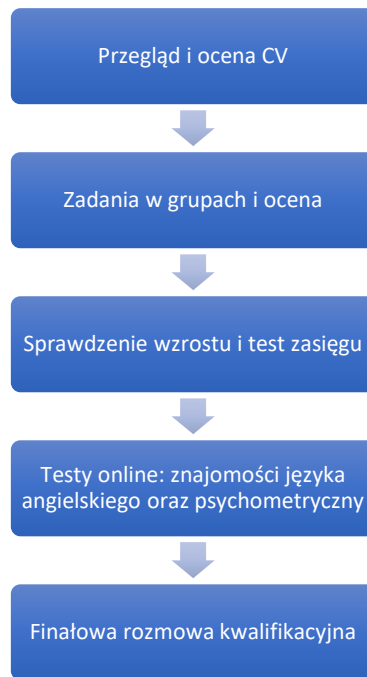 Przegląd i ocena CV
Zadania w grupach i ocena
Sprawdzenie wzrostu i test zasięgu
Testy online: znajomości języka
angielskiego oraz psychometryczny
Finałowa rozmowa kwalifikacyjna